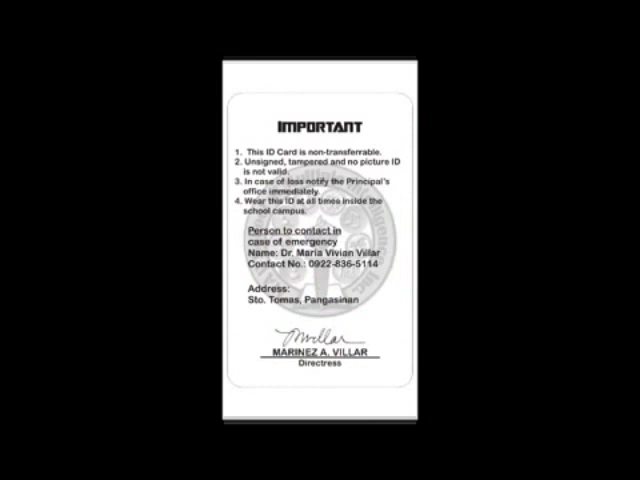 IMPORTANT
1. This ID Card is non-transferrable.
2. Unsigned, tampered and no picture ID
is not valid.
3. In case of loss notify the Principal's
office immediately.
4. Wear this ID at all times inside the
school campus.
Person to contact in
case of emergency
Name: Dr. Maria Vivian Villar
Contact No.: 0922-836-5114
Address:
Sto. Tomas, Pangasinan
MARINEZ A. VILLAR
Directress